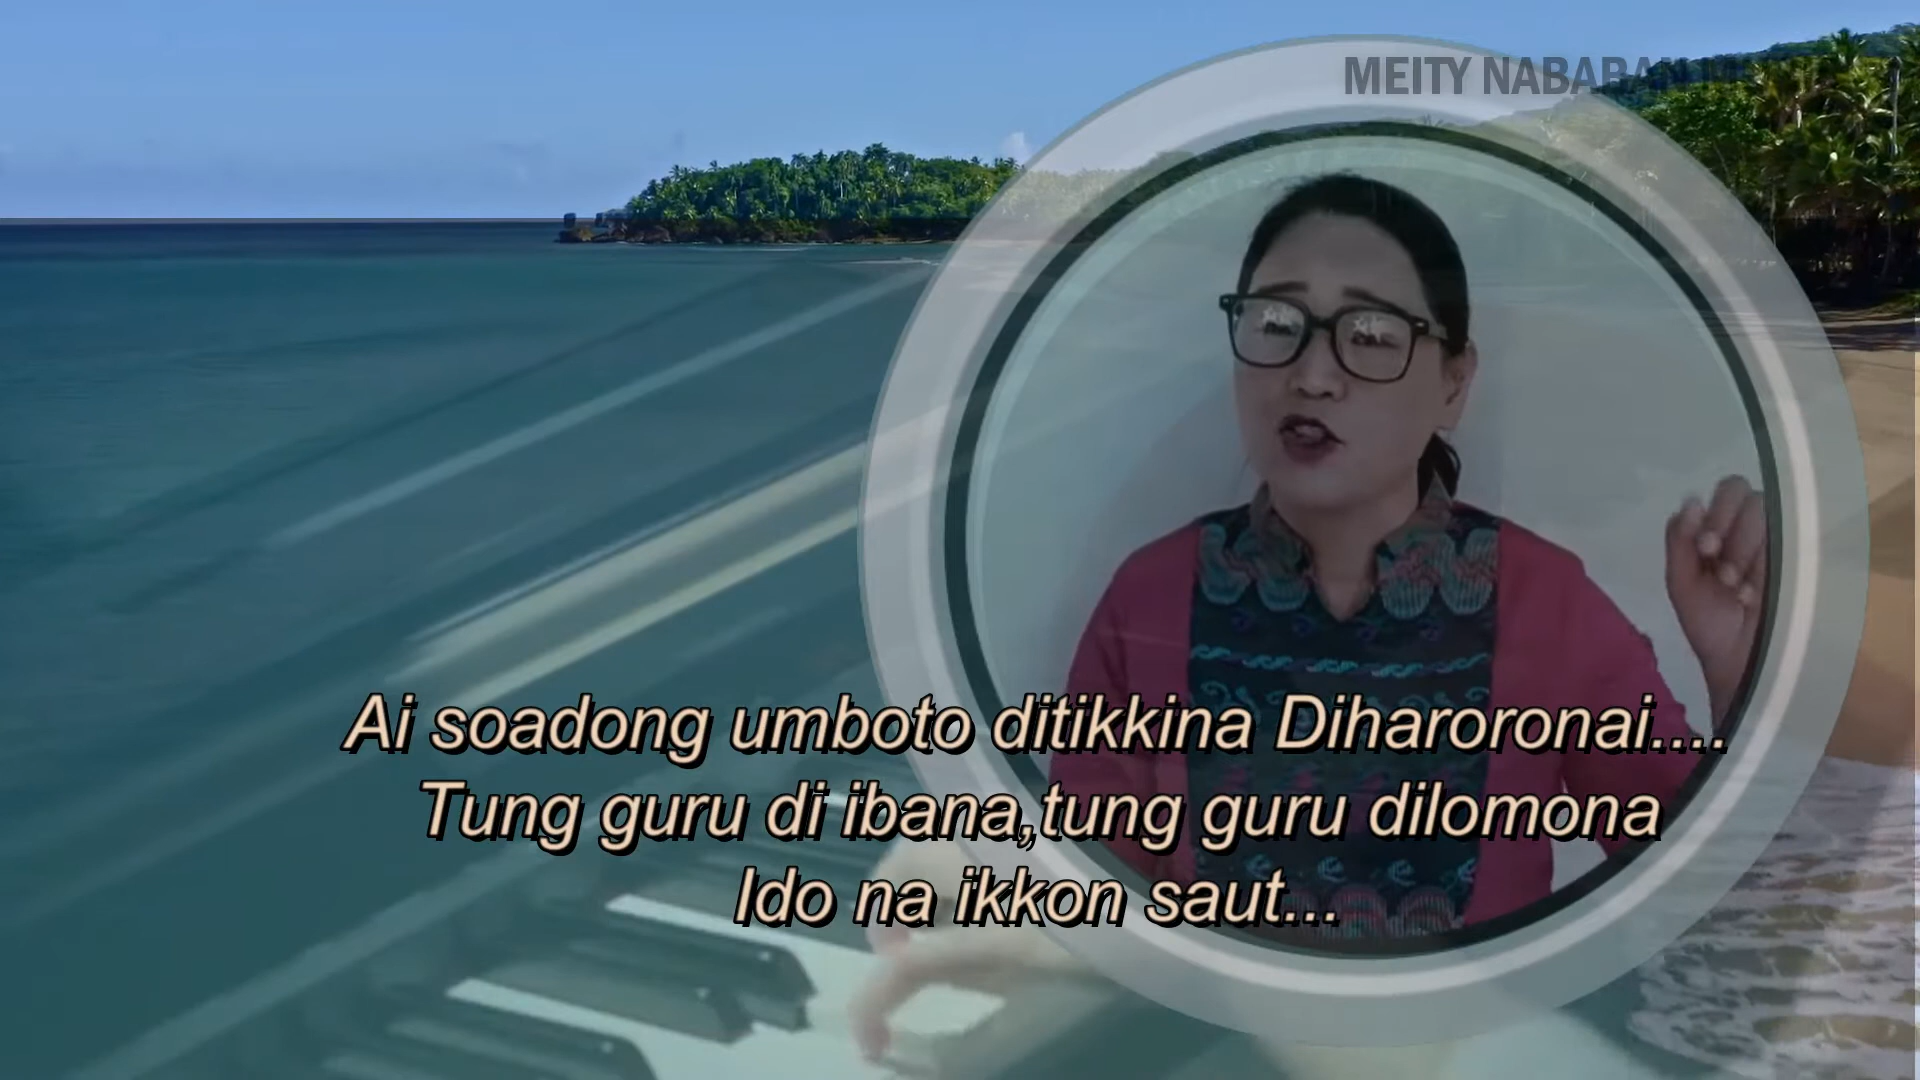 MEITY NABABAN
Ai soadong umboto ditikkina Diharoronai....
Tung guru di ibana,tung guru dilomona
Ido na ikkon saut...